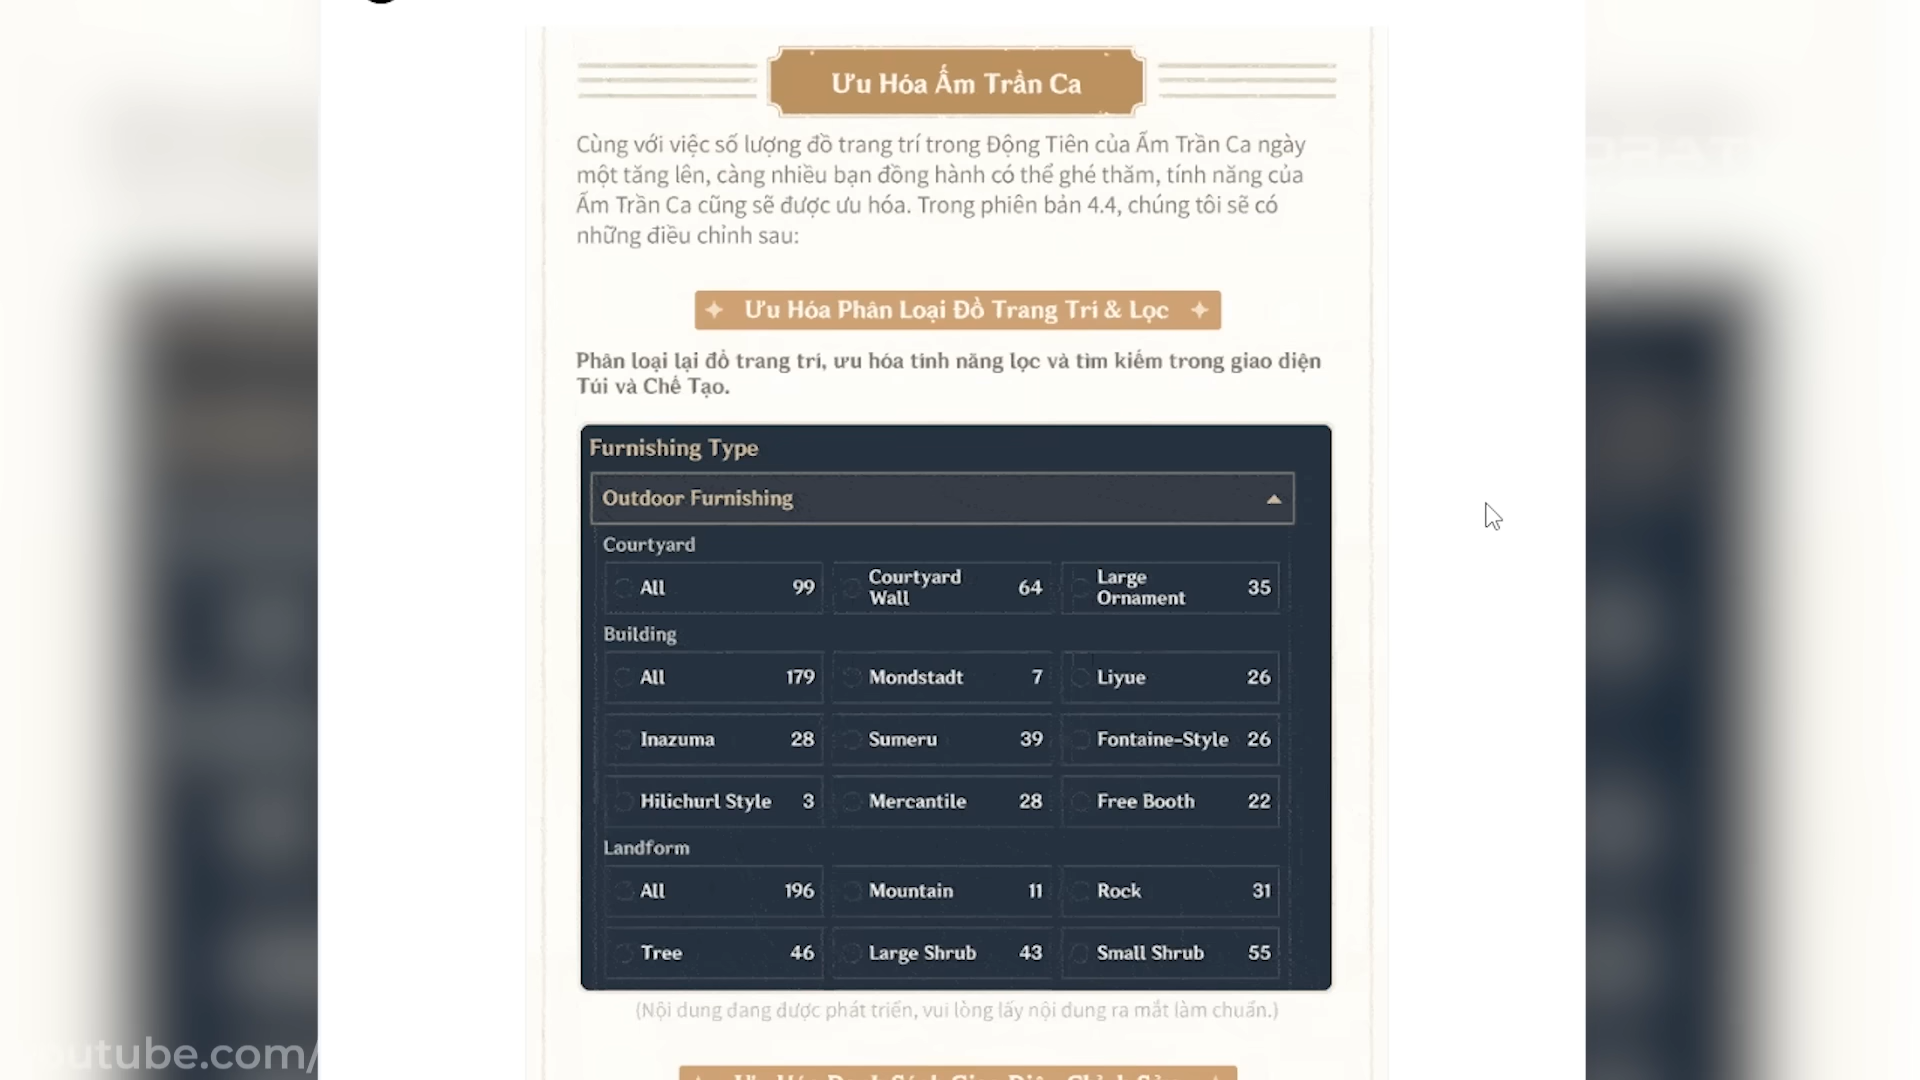 Ưu Hóa Ấm Trần Ca
Cùng với việc số lượng đồ trang trí trong Động Tiên của Ấm Trần Ca ngày
một tăng lên, càng nhiều bạn đồng hành có thể ghé thăm, tính năng của
Ấm Trần Ca cũng sẽ được ưu hóa. Trong phiên bản 4.4, chúng tôi sẽ có
những điều chỉnh sau:
Ưu Hóa Phân Loại Đồ Trang Trí & Lọc
Phân loại lại đồ trang trí, ưu hóa tính năng lọc và tìm kiếm trong giao diện
Túi và Chế Tạo.
Furnishing Type
Outdoor Furnishing
Courtyard
All 99 Courtyard Wall 64 Large Ornament 35
Building
All 179 Mondstadt 7 Liyue 26
Inazuma 28 Sumeru 39 Fontaine-Style 26
Hilichurl Style 3 Mercantile 28 Free Booth 22
Landform
All 196 Mountain 11 Rock 31
Tree 46 Large Shrub 43 Small Shrub 55
(Nội dung đang được phát triển, vui lòng lấy nội dung ra mắt làm chuẩn.)
outube.com/